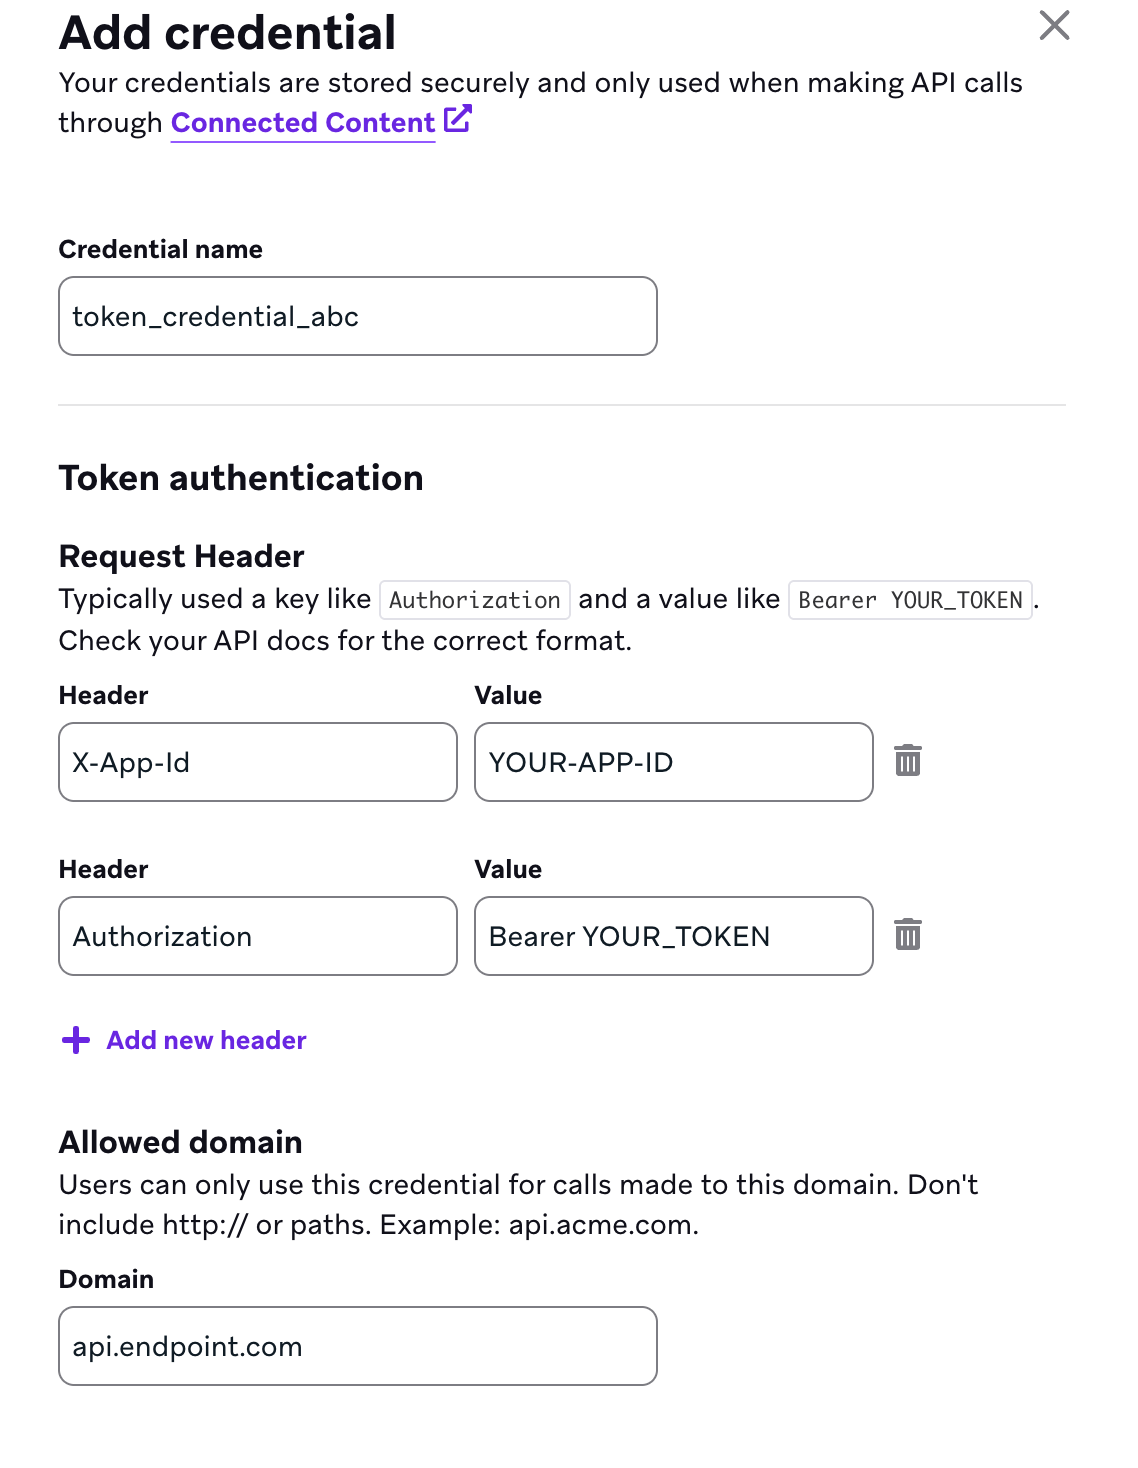 Add credential
Your credentials are stored securely and only used when making API calls
through Connected Content
Credential name
token_credential_abc
Token authentication
Request Header
Typically used a key like Authorization and a value like Bearer YOUR_TOKEN.
Check your API docs for the correct format.
Header Value
X-App-Id YOUR-APP-ID
Header Value
Authorization Bearer YOUR_TOKEN
Add new header
Allowed domain
Users can only use this credential for calls made to this domain. Don't
include http:// or paths. Example: api.acme.com.
Domain
api.endpoint.com